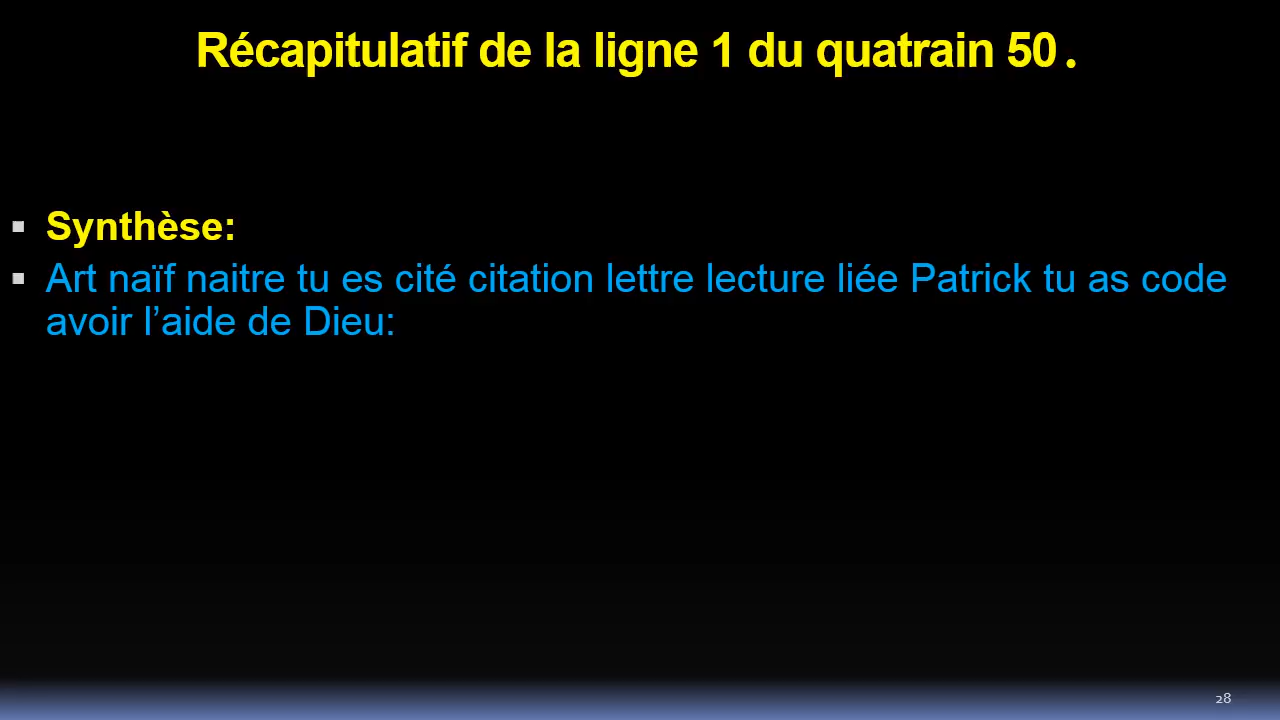 Récapitulatif de la ligne 1 du quatrain 50.
Synthèse:
Art naïf naitre tu es cité citation lettre lecture liée Patrick tu as code
avoir l’aide de Dieu:
28